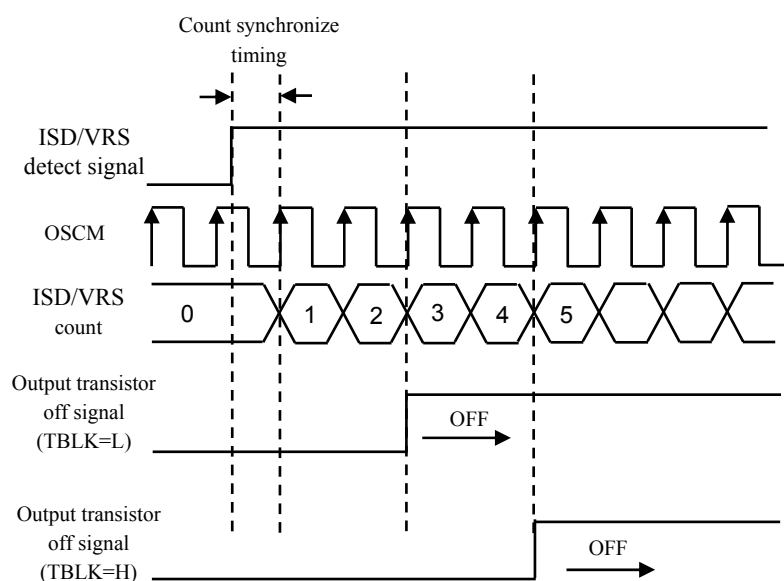 Count synchronize
timing
ISD/VRS
detect signal
OSCM
ISD/VRS
count
0 1 2 3 4 5
Output transistor
off signal
(TBLK=L)
OFF
Output transistor
off signal
(TBLK=H)
OFF